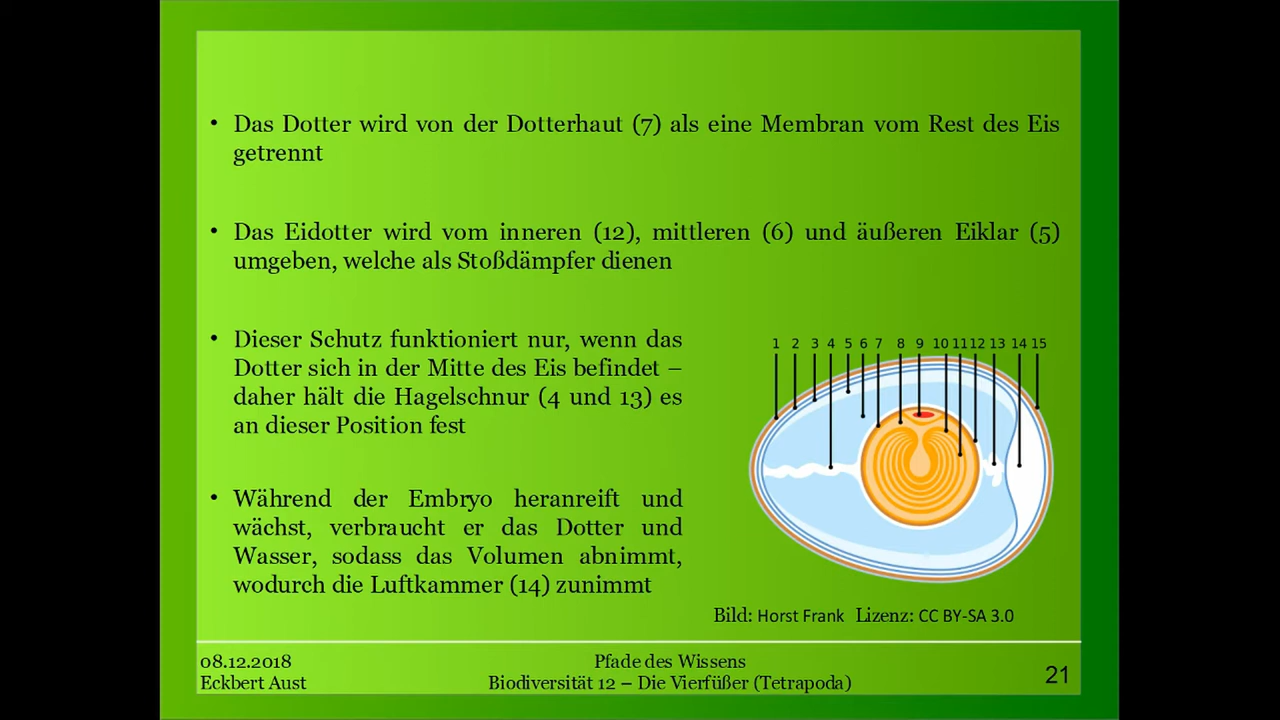 • Das Dotter wird von der Dotterhaut (7) als eine Membran vom Rest des Eis
getrennt
• Das Eidotter wird vom inneren (12), mittleren (6) und äußeren Eiklar (5)
umgeben, welche als Stoßdämpfer dienen
• Dieser Schutz funktioniert nur, wenn das
Dotter sich in der Mitte des Eis befindet –
daher hält die Hagelschnur (4 und 13) es
an dieser Position fest
• Während der Embryo heranreift und
wächst, verbraucht er das Dotter und
Wasser, sodass das Volumen abnimmt,
wodurch die Luftkammer (14) zunimmt
1 2 3 4 5 6 7 8 9 10 11 12 13 14 15
Bild: Horst Frank Lizenz: CC BY-SA 3.0
08.12.2018
Eckbert Aust
Pfade des Wissens
Biodiversität 12 – Die Vierfüßer (Tetrapoda)
21